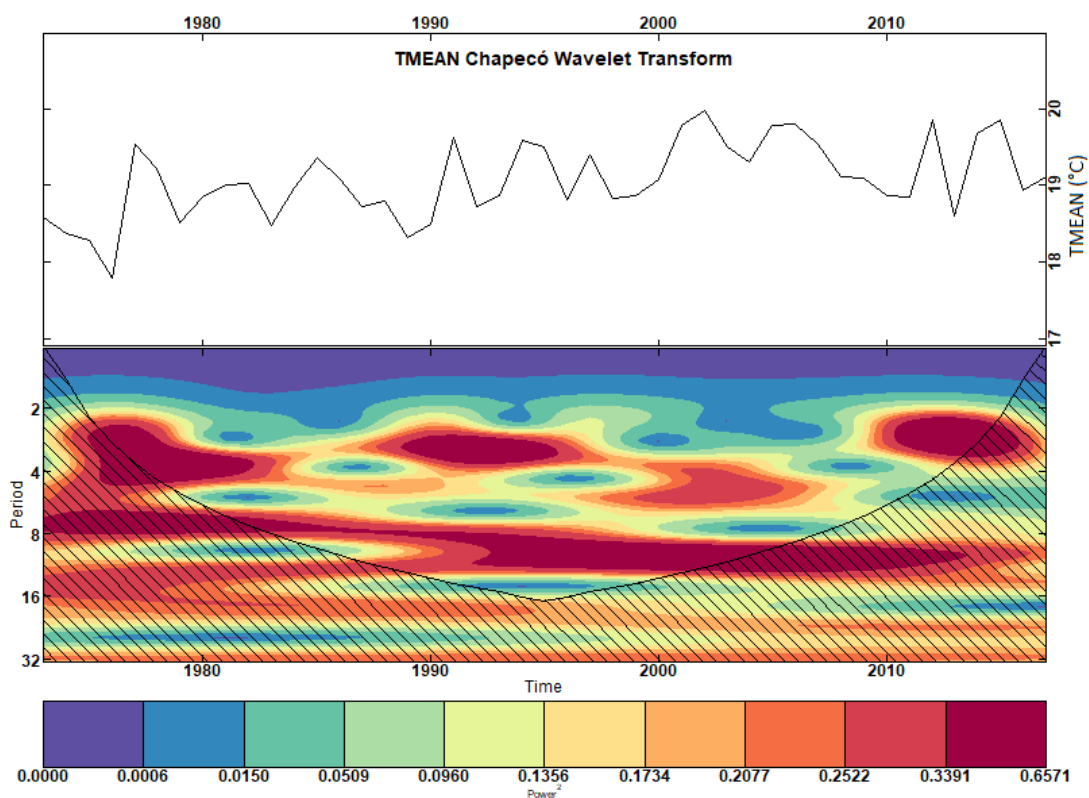 1980 1990 2000 2010
TMEAN Chapecó Wavelet Transform
20
19
18
17
TMEAN (°C)
2
4
8
16
32
Period
1980 1990 2000 2010
Time
0.0000 0.0006 0.0150 0.0509 0.0960 0.1356 0.1734 0.2077 0.2522 0.3391 0.6571
Power²